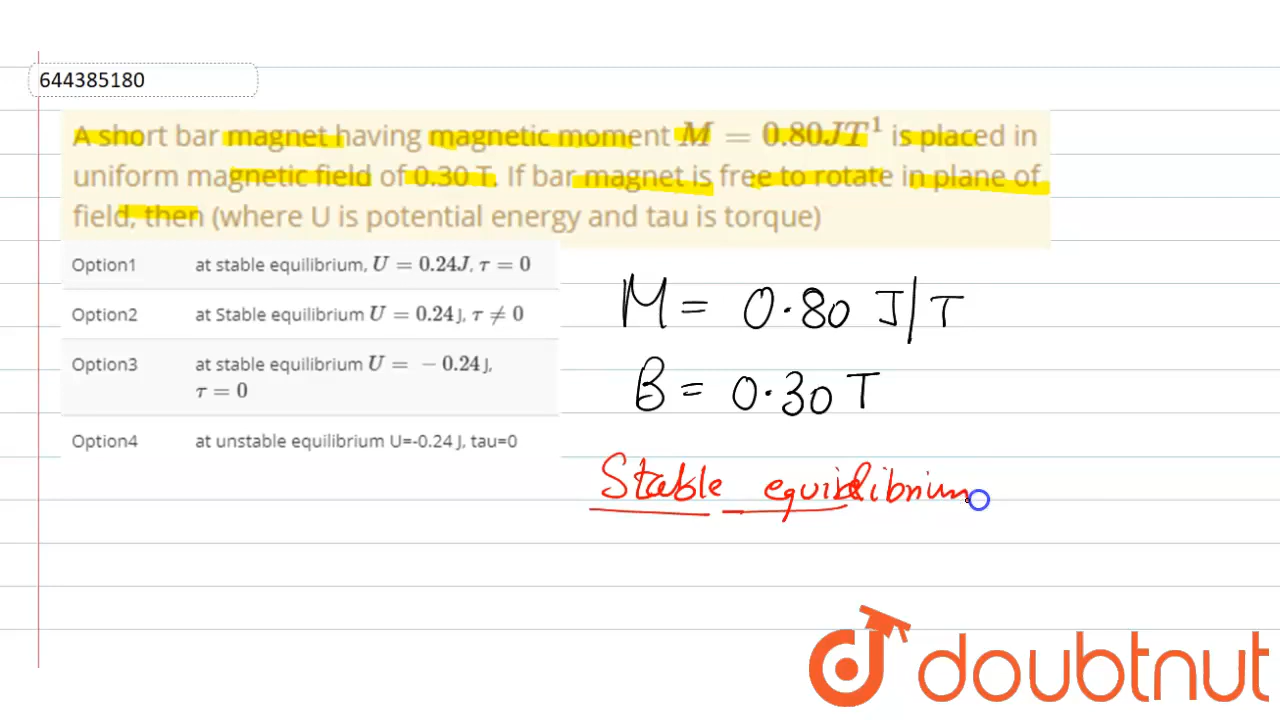 644385180
A short bar magnet having magnetic moment M = 0.80JT¹ is placed in
uniform magnetic field of 0.30 T. If bar magnet is free to rotate in plane of
field, then (where U is potential energy and tau is torque)
Option1 at stable equilibrium, U = 0.24J, τ = 0
Option2 at Stable equilibrium U = 0.24 J, τ ≠ 0
Option3 at stable equilibrium U = −0.24 J,
τ = 0
Option4 at unstable equilibrium U=-0.24 J, tau=0
M = 0.80 J/T
B = 0.30 T
Stable equilibrium
doubtnut